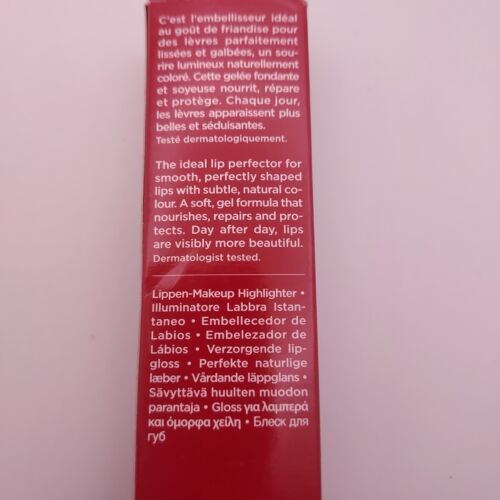 C'est l'embellisseur idéal
au goût de friandise pour
des lèvres parfaitement
lissées et galbées, un sou-
rire lumineux naturellement
coloré. Cette gelée fondante
et soyeuse nourrit, répare
et protège. Chaque jour,
les lèvres apparaissent plus
belles et séduisantes.
Testé dermatologiquement.
The ideal lip perfector for
smooth, perfectly shaped
lips with subtle, natural co-
lour. A soft, gel formula that
nourishes, repairs and pro-
tects. Day after day, lips
are visibly more beautiful.
Dermatologist tested.
Lippen-Makeup Highlighter •
Illuminatore Labbra Istan-
taneo • Embellecedor de
Labios • Embelezador de
Lábios • Verzorgende lip-
gloss • Perfekte naturlige
læber • Vårdande läppglans •
Sävyttävä huulten muodon
parantaja • Gloss για λαμπερά
και όμορφα χείλη • Блеск для
губ